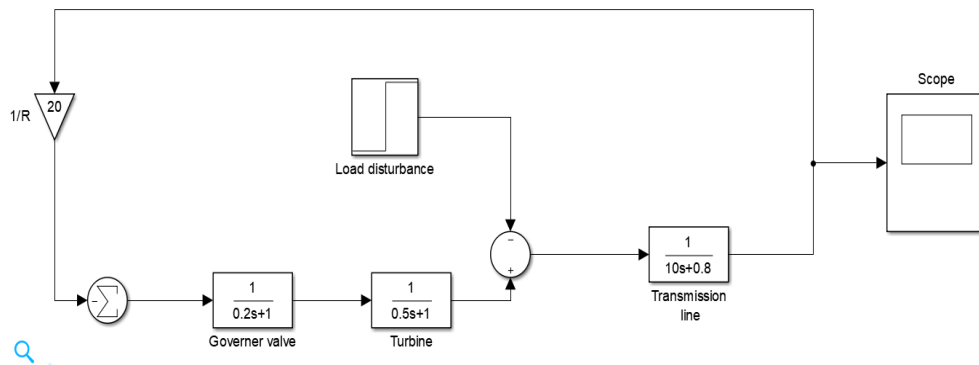 Scope
20
1/R
Load disturbance
−
+
1
10s+0.8
Transmission
line
−
1
0.2s+1
Governer valve
1
0.5s+1
Turbine